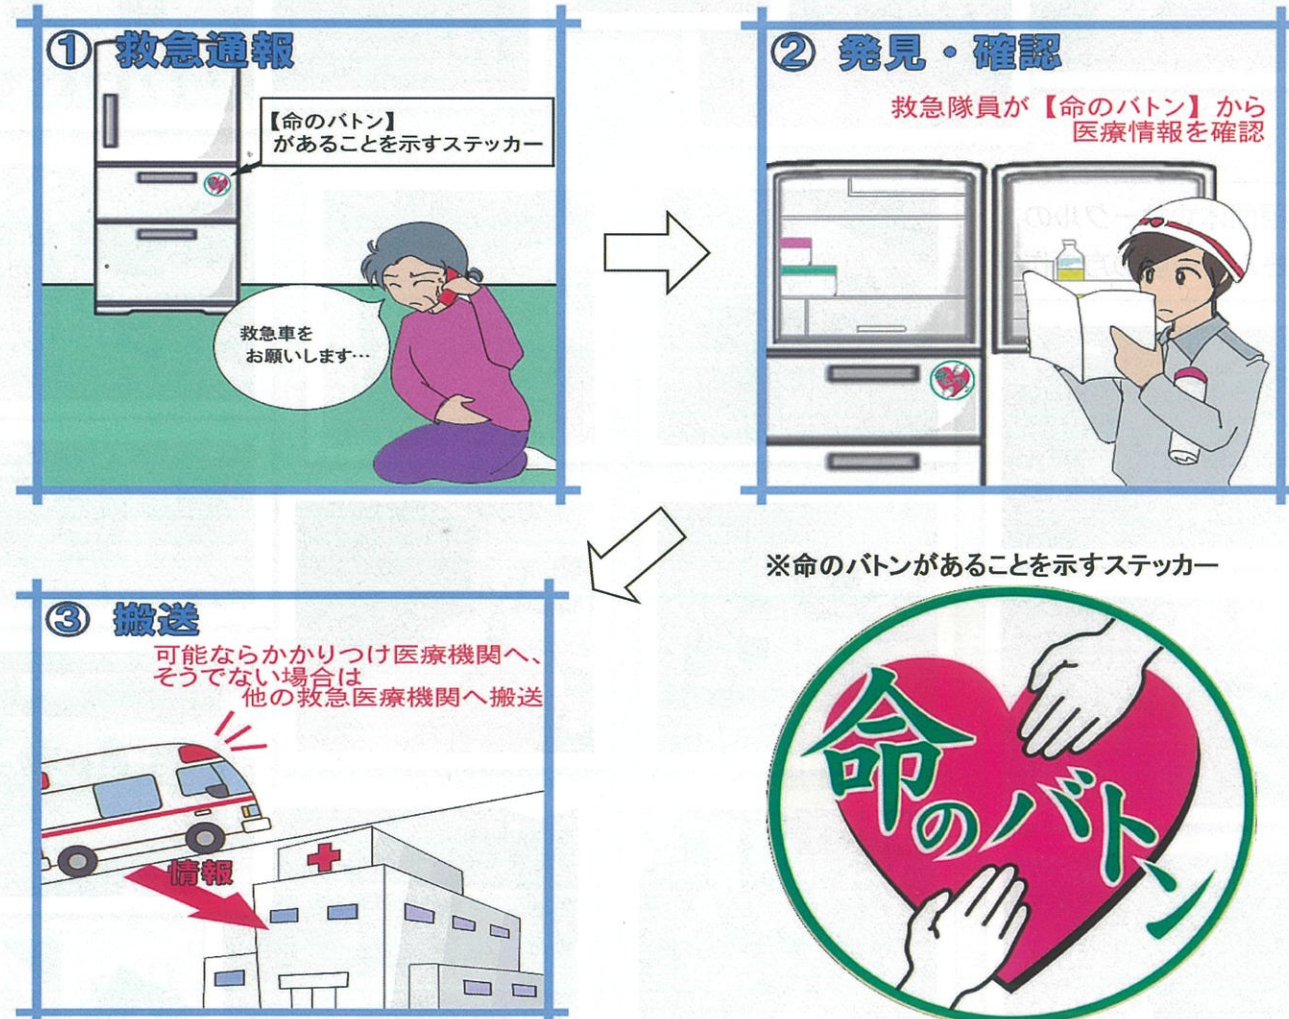 ① 救急通報
【命のバトン】
があることを示すステッカー
救急車を
お願いします…
② 発見・確認
救急隊員が【命のバトン】から
医療情報を確認
③ 搬送
可能ならかかりつけ医療機関へ、
そうでない場合は
他の救急医療機関へ搬送
情報
※命のバトンがあることを示すステッカー
命のバトン